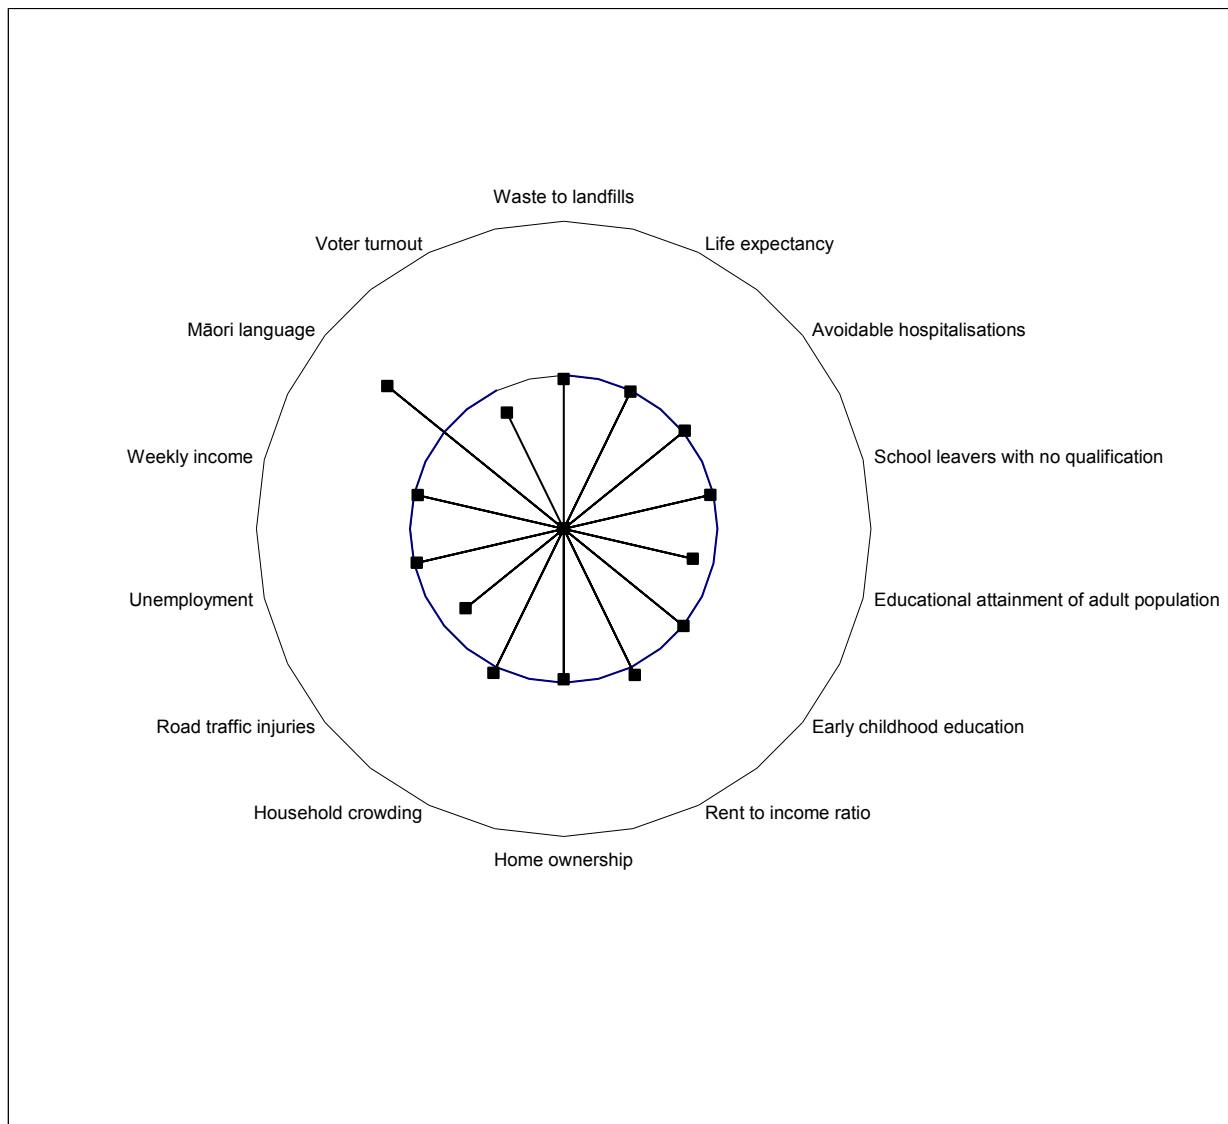 Waste to landfills
Life expectancy
Avoidable hospitalisations
School leavers with no qualification
Educational attainment of adult population
Early childhood education
Rent to income ratio
Home ownership
Household crowding
Road traffic injuries
Unemployment
Weekly income
Māori language
Voter turnout